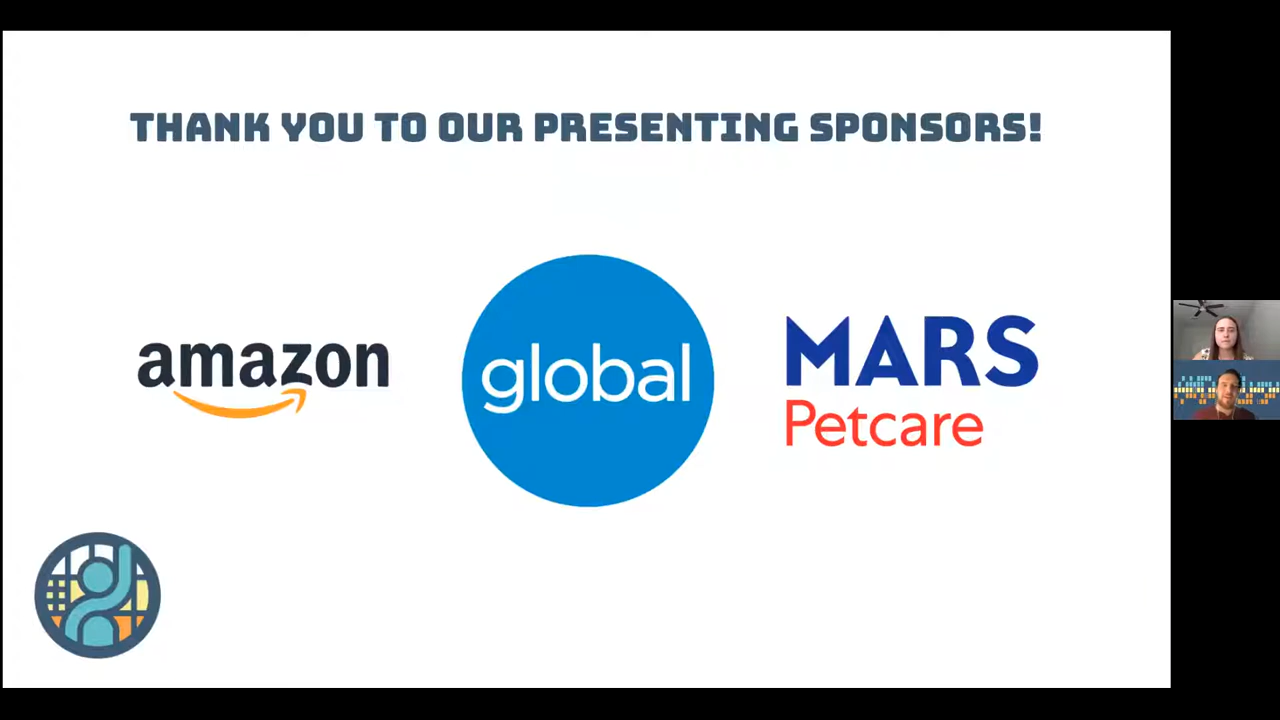 THANK YOU TO OUR PRESENTING SPONSORS!
amazon
global
MARS
Petcare